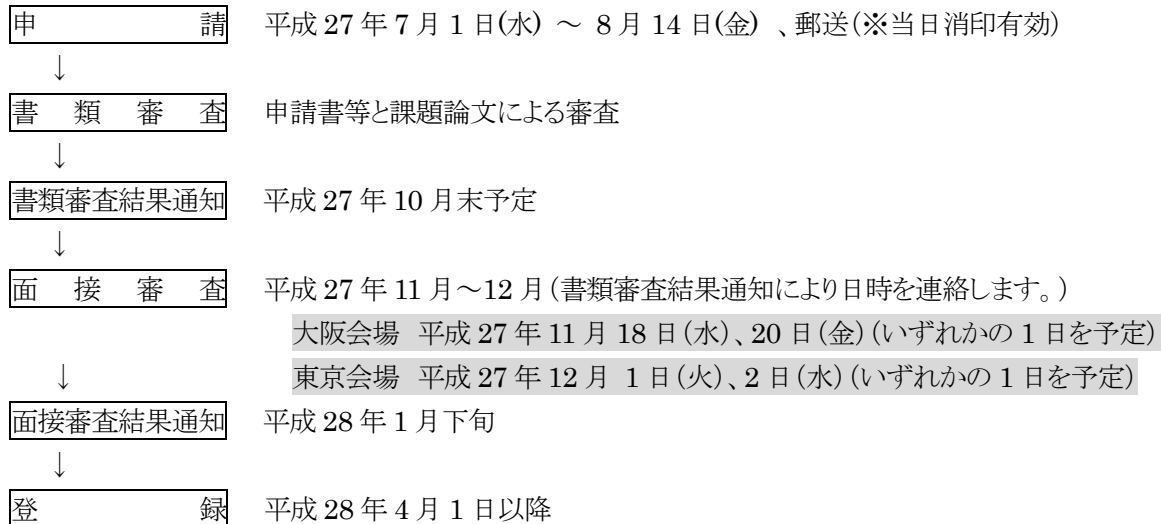 申請 平成 27 年 7 月 1 日(水) ～ 8 月 14 日(金) 、郵送(※当日消印有効)
↓
書類審査 申請書等と課題論文による審査
↓
書類審査結果通知 平成 27 年 10 月末予定
↓
面接審査 平成 27 年 11 月～12 月(書類審査結果通知により日時を連絡します。)
大阪会場 平成 27 年 11 月 18 日(水)、20 日(金)(いずれかの 1 日を予定)
↓ 東京会場 平成 27 年 12 月 1 日(火)、2 日(水)(いずれかの 1 日を予定)
面接審査結果通知 平成 28 年 1 月下旬
↓
登録 平成 28 年 4 月 1 日以降